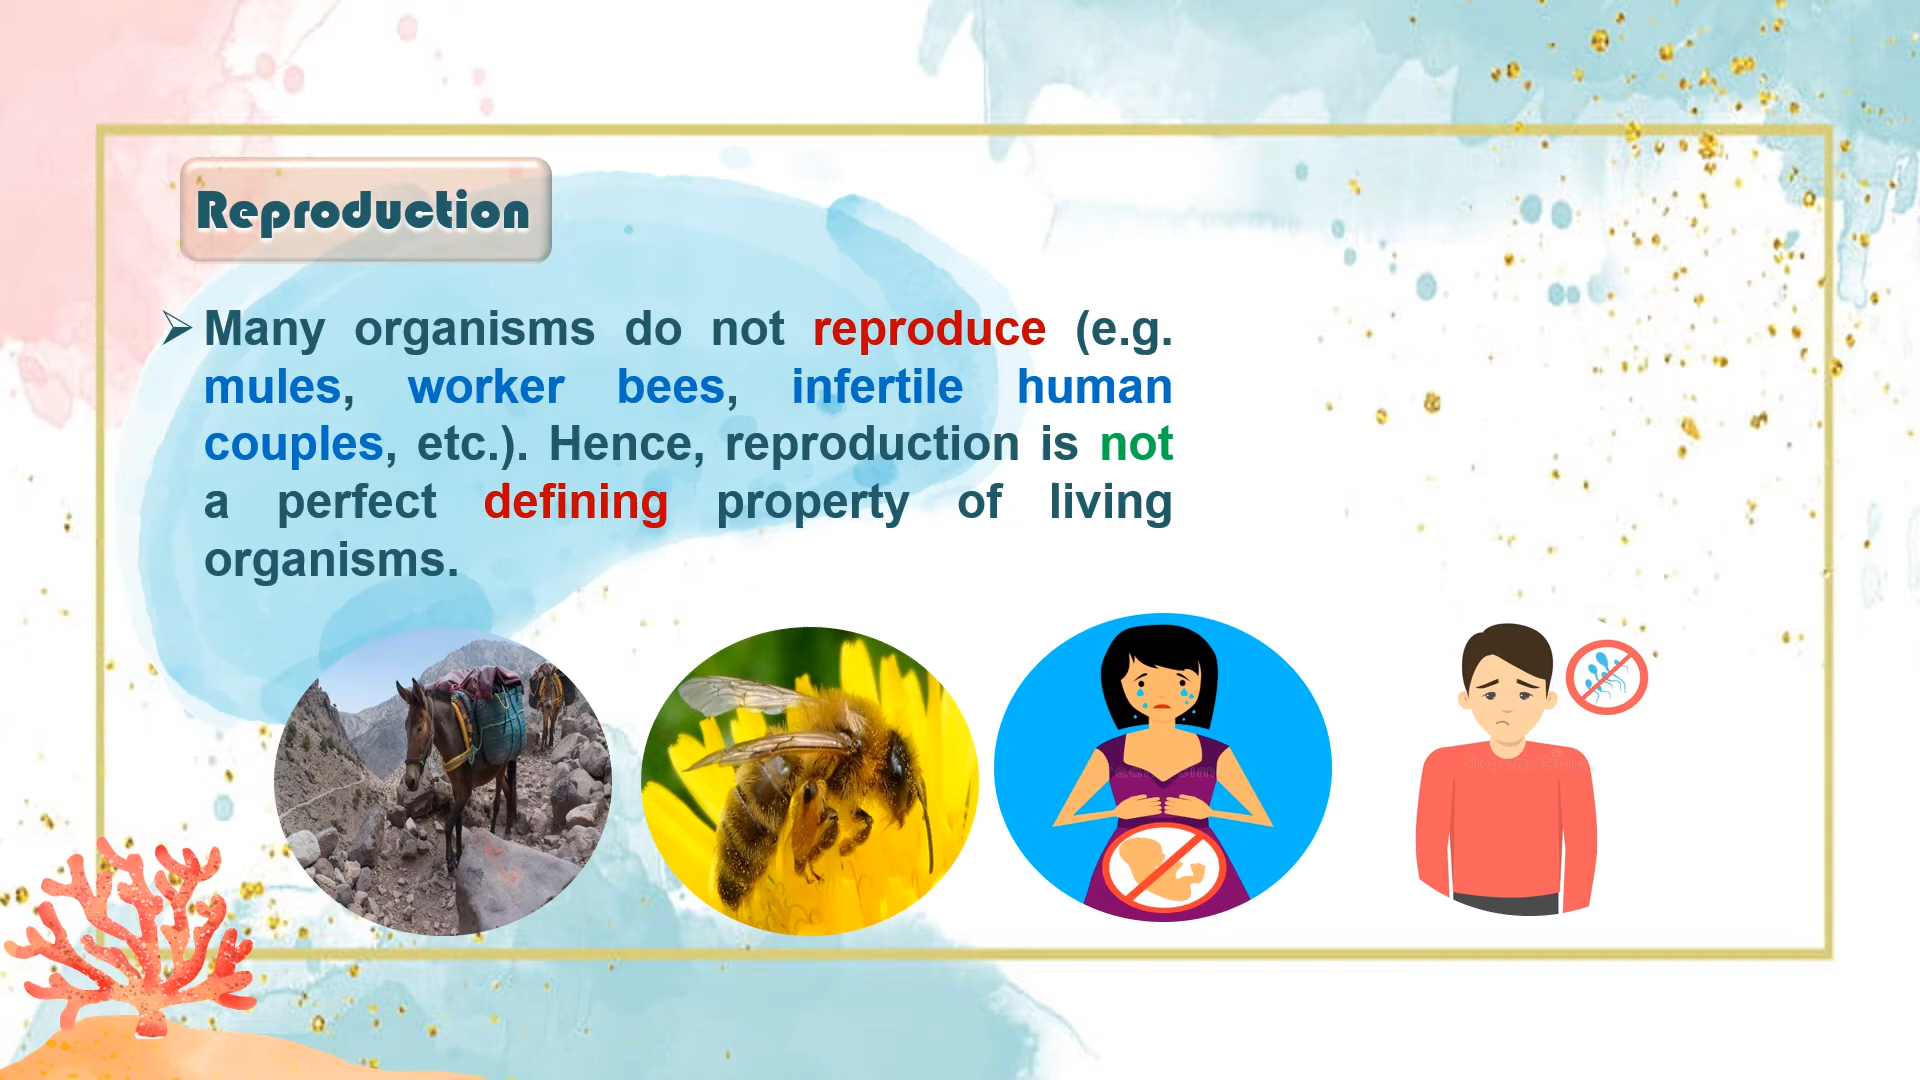 Reproduction
➢ Many organisms do not reproduce (e.g.
mules, worker bees, infertile human
couples, etc.). Hence, reproduction is not
a perfect defining property of living
organisms.